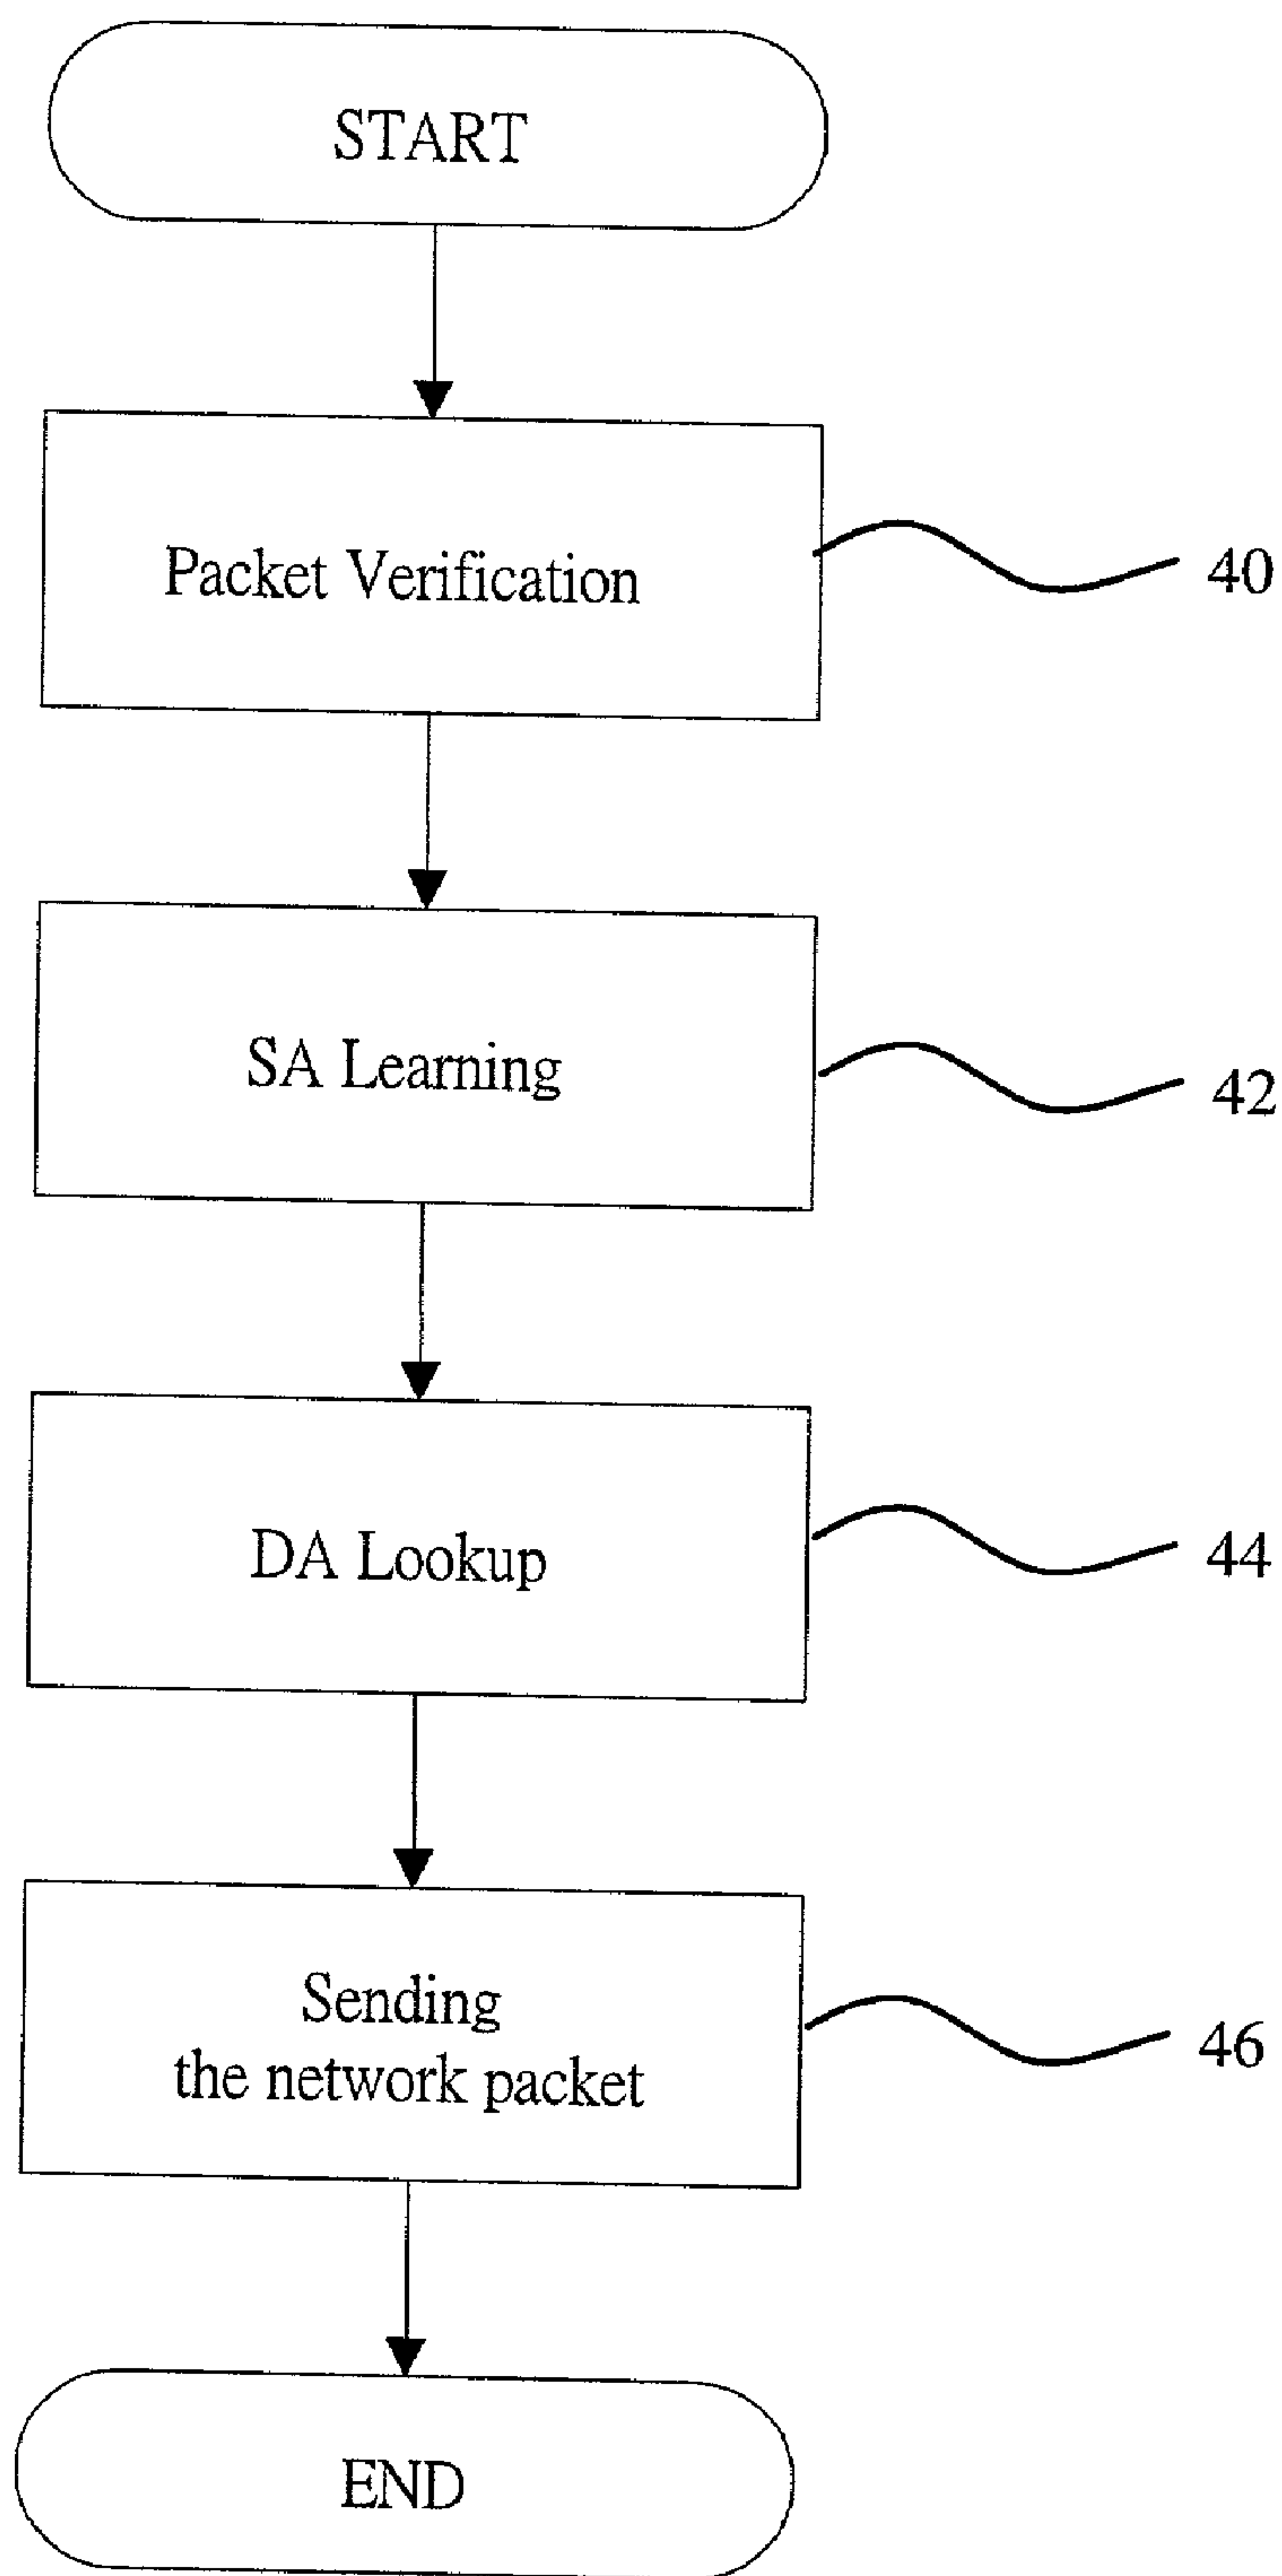 START
Packet Verification
40
SA Learning
42
DA Lookup
44
Sending
the network packet
46
END